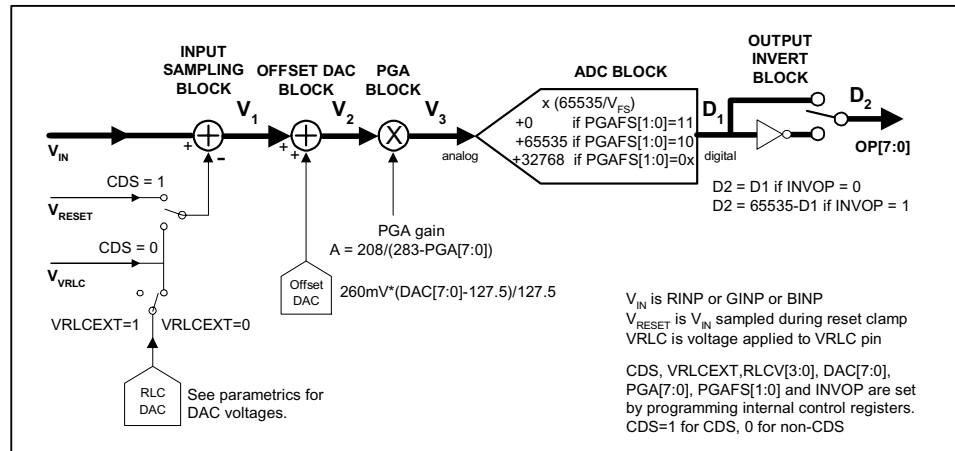 INPUT
SAMPLING
BLOCK
OFFSET DAC
BLOCK
PGA
BLOCK
ADC BLOCK
OUTPUT
INVERT
BLOCK
V1
V2
V3
x (65535/VFS)
+0 if PGAFS[1:0]=11
+65535 if PGAFS[1:0]=10
+32768 if PGAFS[1:0]=0x
D1
D2
VIN
+
-
+
+
X
analog
digital
OP[7:0]
CDS = 1
VRESET
CDS = 0
VVRLC
VRLCEXT=1
VRLCEXT=0
D2 = D1 if INVOP = 0
D2 = 65535-D1 if INVOP = 1
PGA gain
A = 208/(283-PGA[7:0])
Offset
DAC
260mV*(DAC[7:0]-127.5)/127.5
RLC
DAC
See parametrics for
DAC voltages.
VIN is RINP or GINP or BINP
VRESET is VIN sampled during reset clamp
VRLC is voltage applied to VRLC pin
CDS, VRLCEXT,RLCV[3:0], DAC[7:0],
PGA[7:0], PGAFS[1:0] and INVOP are set
by programming internal control registers.
CDS=1 for CDS, 0 for non-CDS